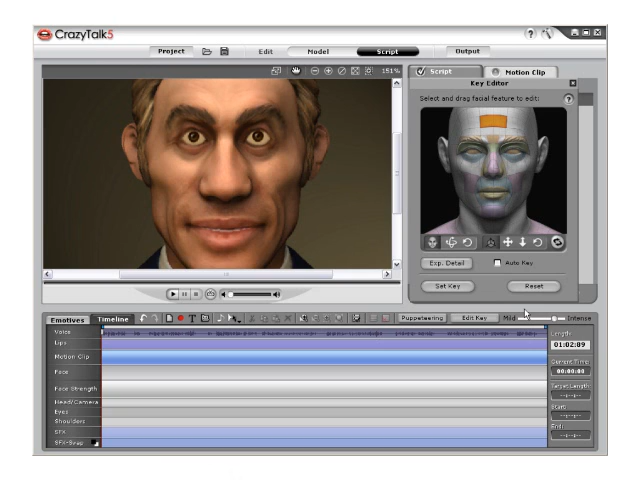 CrazyTalk5
?
Project Edit Model Script Output
151%
Script Motion Clip
Key Editor
Select and drag facial feature to edit:
?
Exp. Detail Auto Key
Set Key Reset
Emotives Timeline T Puppeteering Edit Key Mid: Intense
Voice
Lips
Motion Clip
Face
Face Strength
Head/Camera
Eyes
Shoulders
SFX
SFX-Swap
Length:
01:02:09
Current Time:
00:00:00
Target Length:
--:--:--
Start:
--:--:--
End:
--:--:--